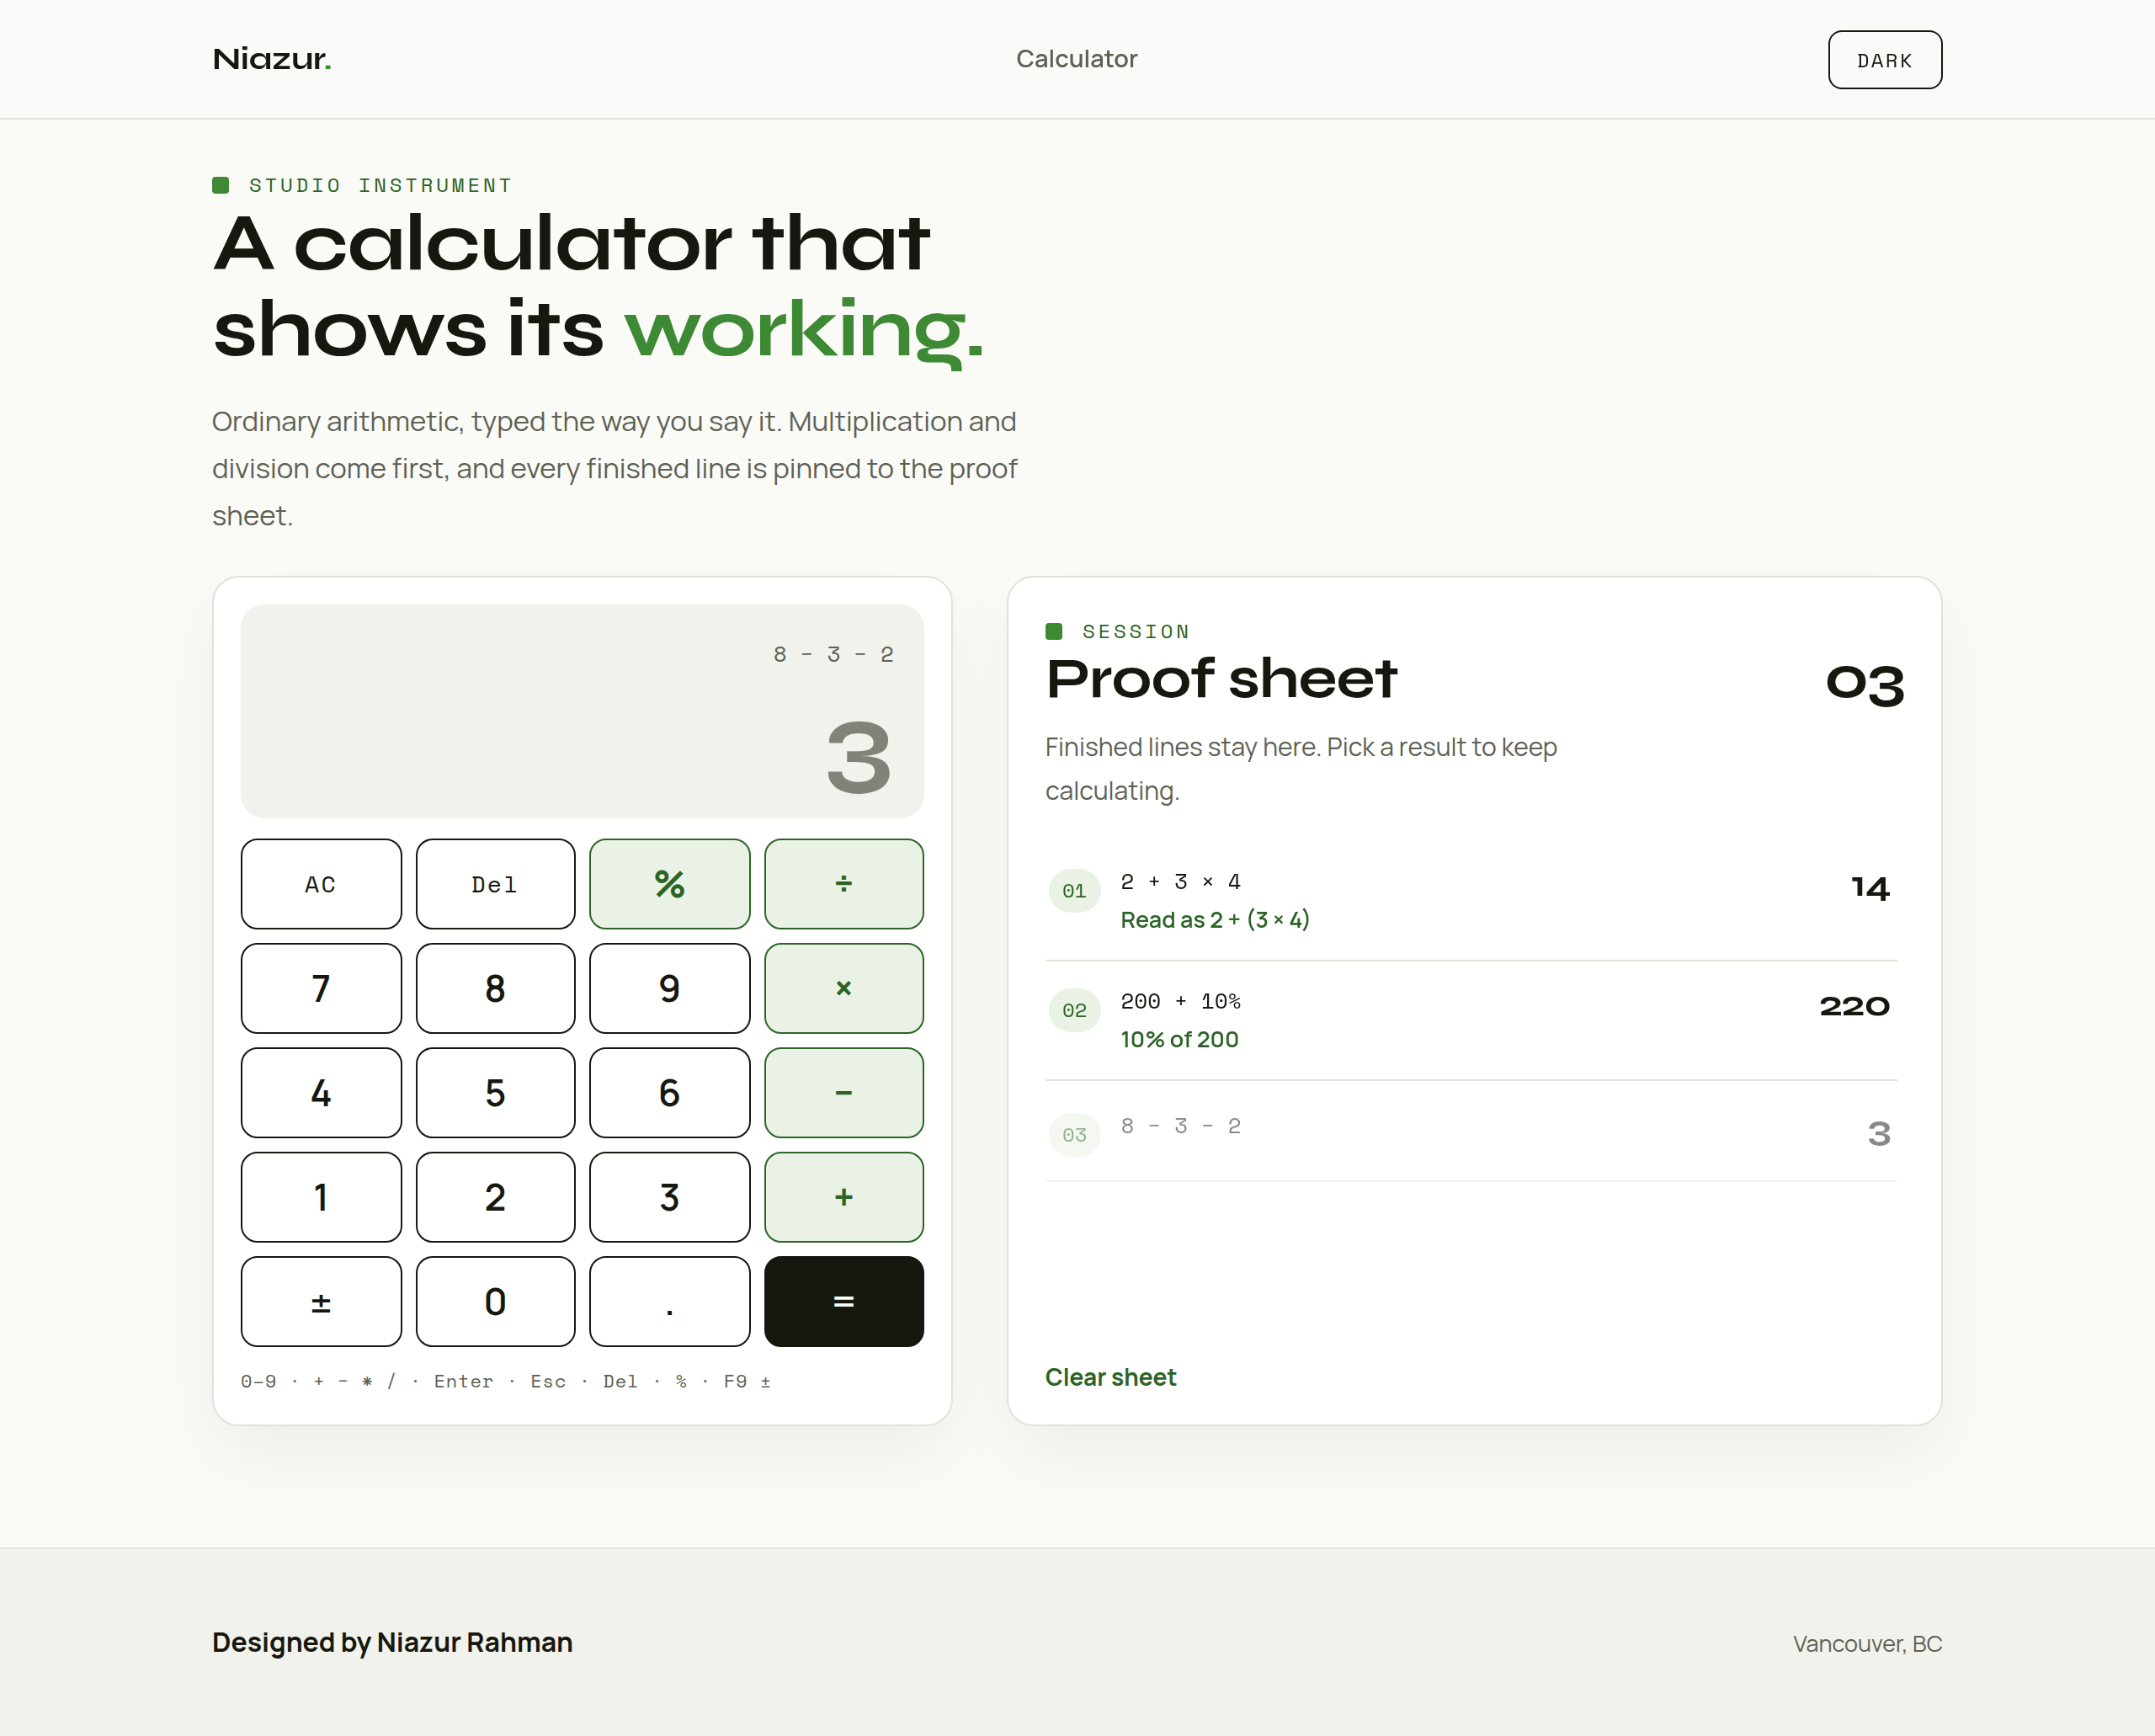 Niazur.
Calculator
DARK
STUDIO INSTRUMENT
A calculator that
shows its working.
Ordinary arithmetic, typed the way you say it. Multiplication and
division come first, and every finished line is pinned to the proof
sheet.
8 − 3 − 2
3
AC
Del
%
÷
7
8
9
×
4
5
6
−
1
2
3
+
±
0
.
=
0–9 · + − * / · Enter · Esc · Del · % · F9 ±
SESSION
Proof sheet
03
Finished lines stay here. Pick a result to keep
calculating.
01
2 + 3 × 4
14
Read as 2 + (3 × 4)
02
200 + 10%
220
10% of 200
03
8 − 3 − 2
3
Clear sheet
Designed by Niazur Rahman
Vancouver, BC